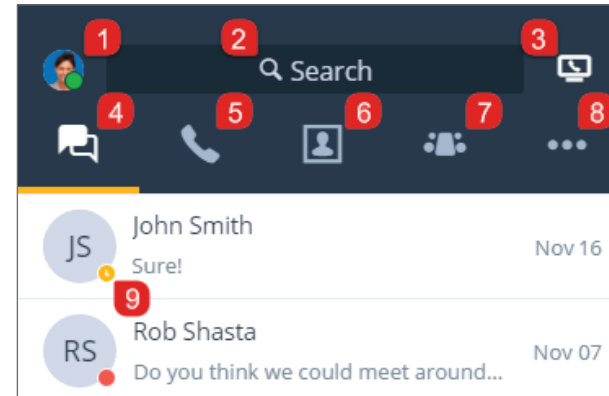 1
2
3
Search
4
5
6
7
8
JS
John Smith
Sure!
Nov 16
9
RS
Rob Shasta
Do you think we could meet around...
Nov 07